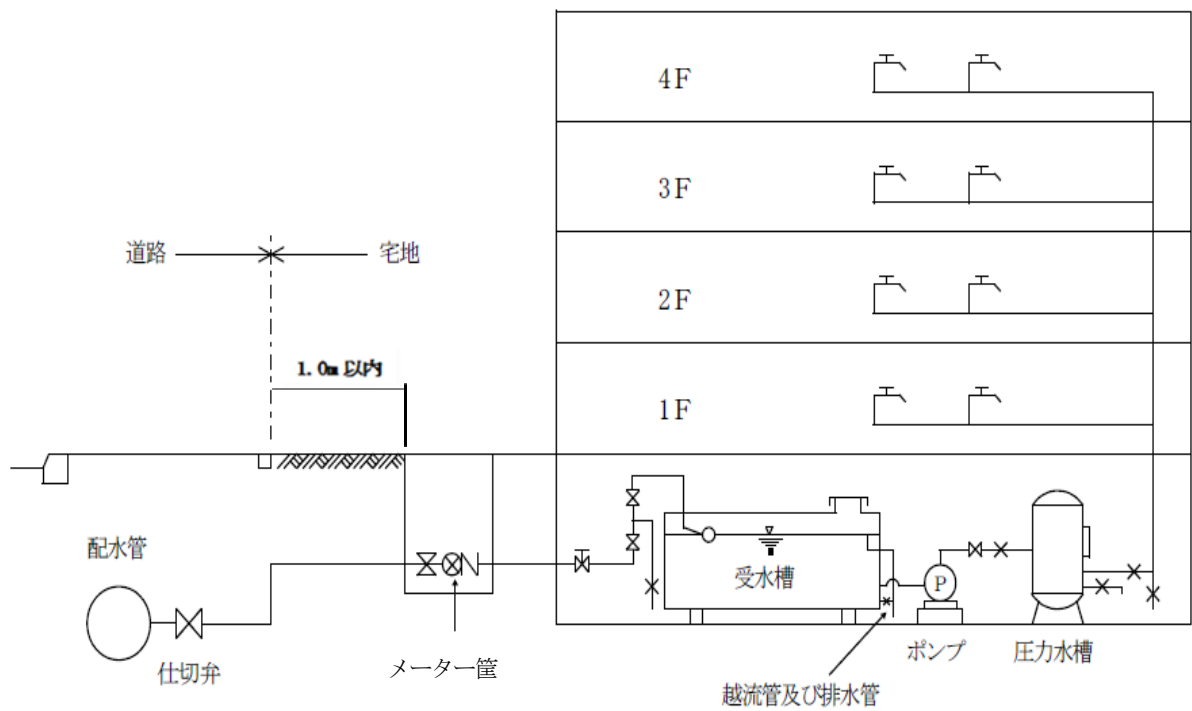 4F
3F
道路
宅地
2F
1.0m以内
1F
配水管
受水槽
P
仕切弁
メーター筐
ポンプ
圧力水槽
越流管及び排水管